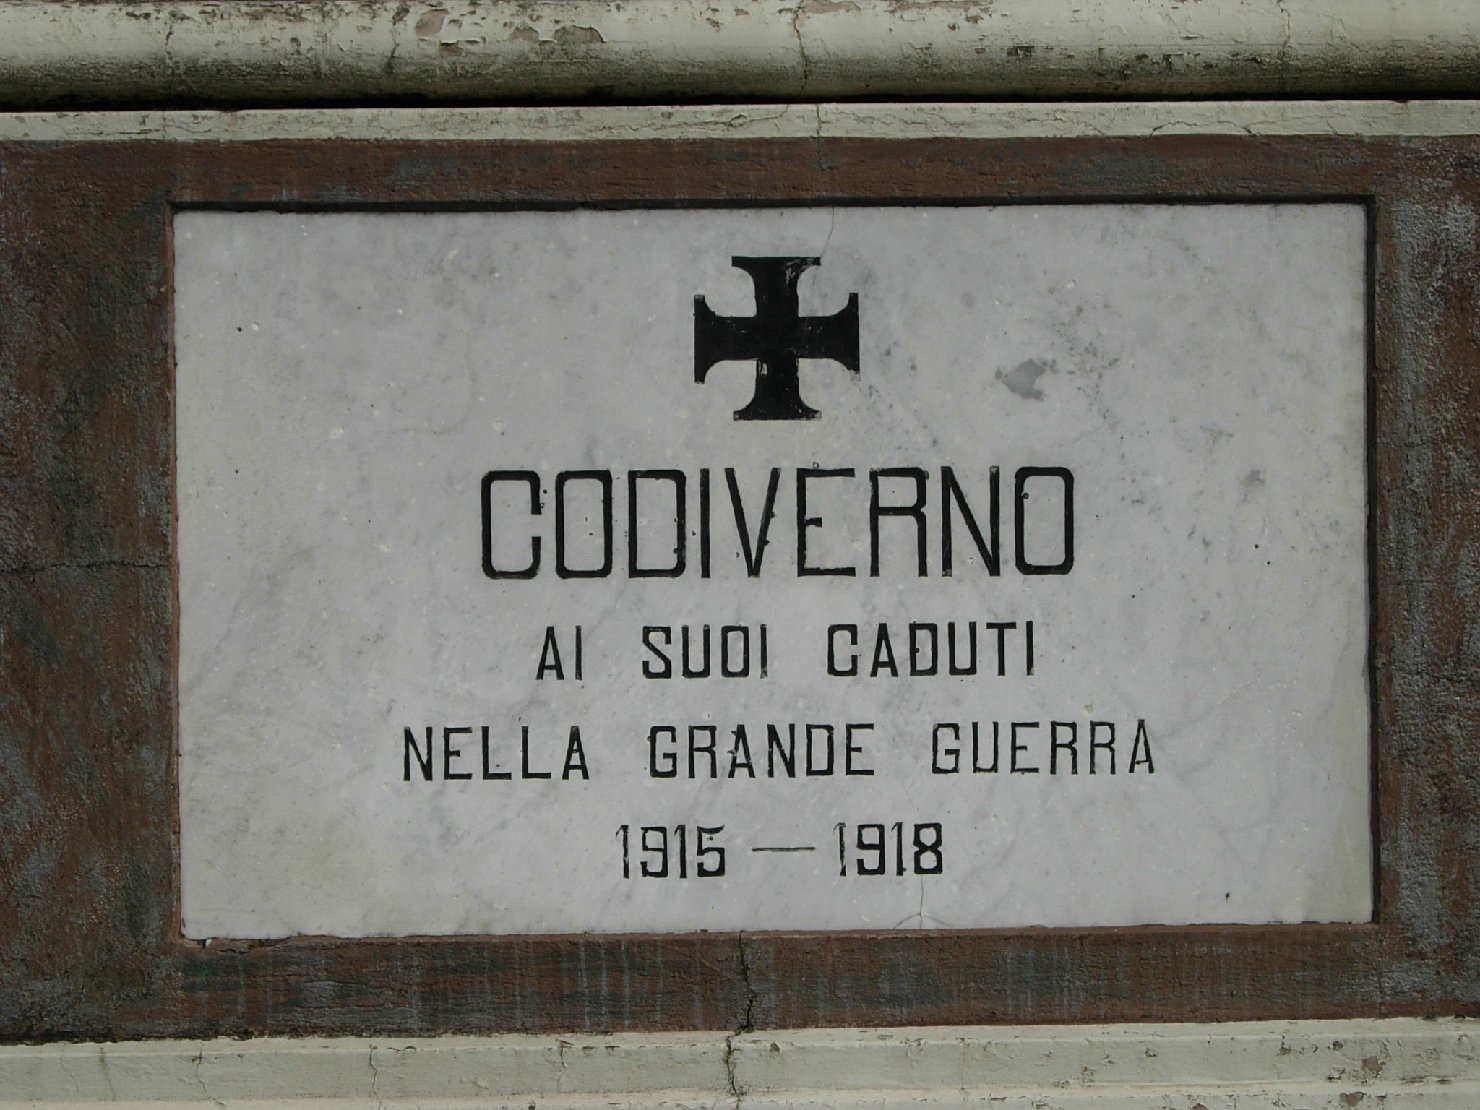 CODIVERNO
AI SUOI CADUTI
NELLA GRANDE GUERRA
1915 — 1918